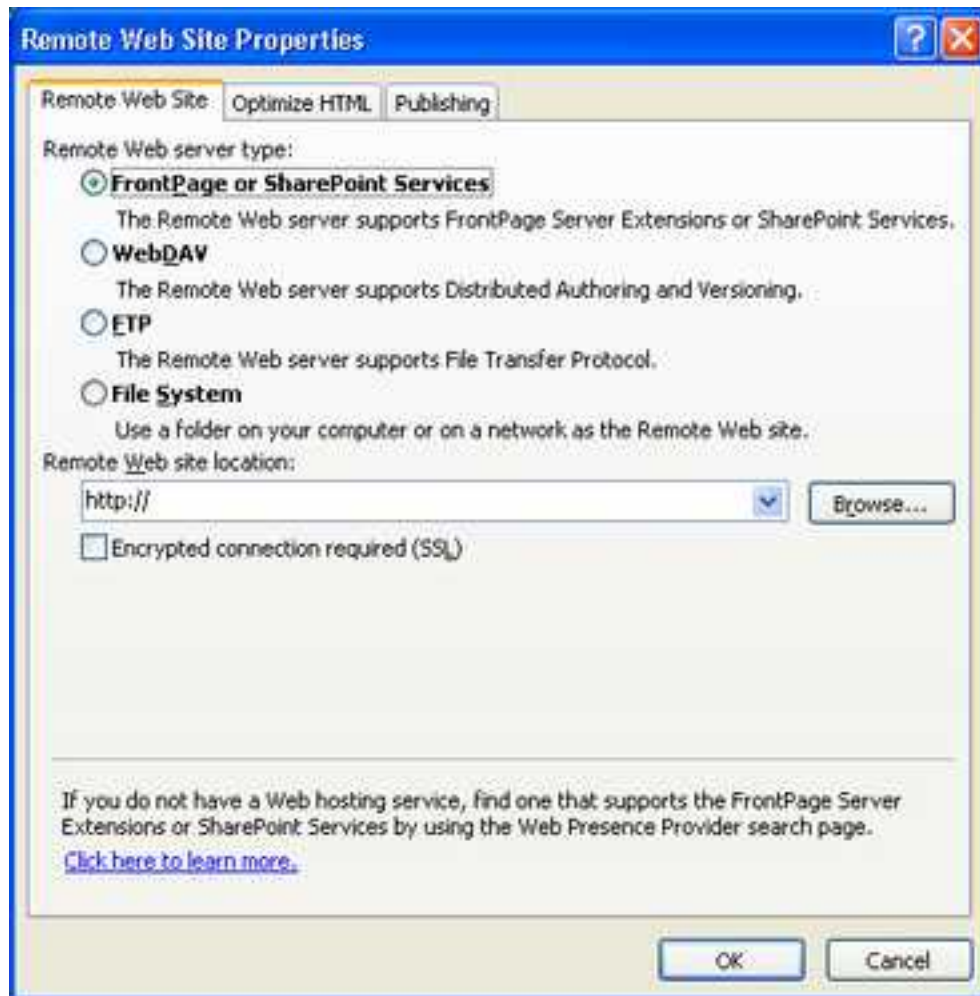 Remote Web Site Properties
Remote Web Site Optimize HTML Publishing
Remote Web server type:
FrontPage or SharePoint Services
The Remote Web server supports FrontPage Server Extensions or SharePoint Services.
WebDAV
The Remote Web server supports Distributed Authoring and Versioning.
FTP
The Remote Web server supports File Transfer Protocol.
File System
Use a folder on your computer or on a network as the Remote Web site.
Remote Web site location:
http:// Browse...
Encrypted connection required (SSL)
If you do not have a Web hosting service, find one that supports the FrontPage Server
Extensions or SharePoint Services by using the Web Presence Provider search page.
Click here to learn more.
OK Cancel